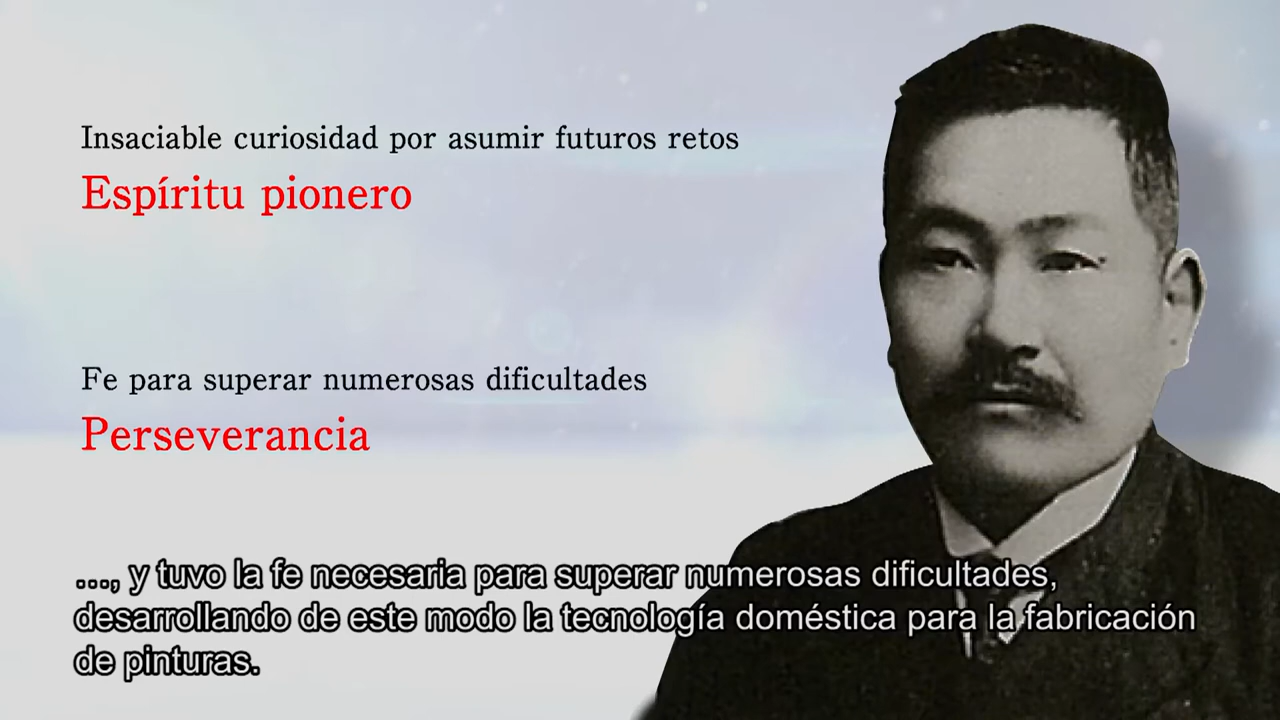 Insaciable curiosidad por asumir futuros retos
Espíritu pionero
Fe para superar numerosas dificultades
Perseverancia
..., y tuvo la fe necesaria para superar numerosas dificultades,
desarrollando de este modo la tecnología doméstica para la fabricación
de pinturas.